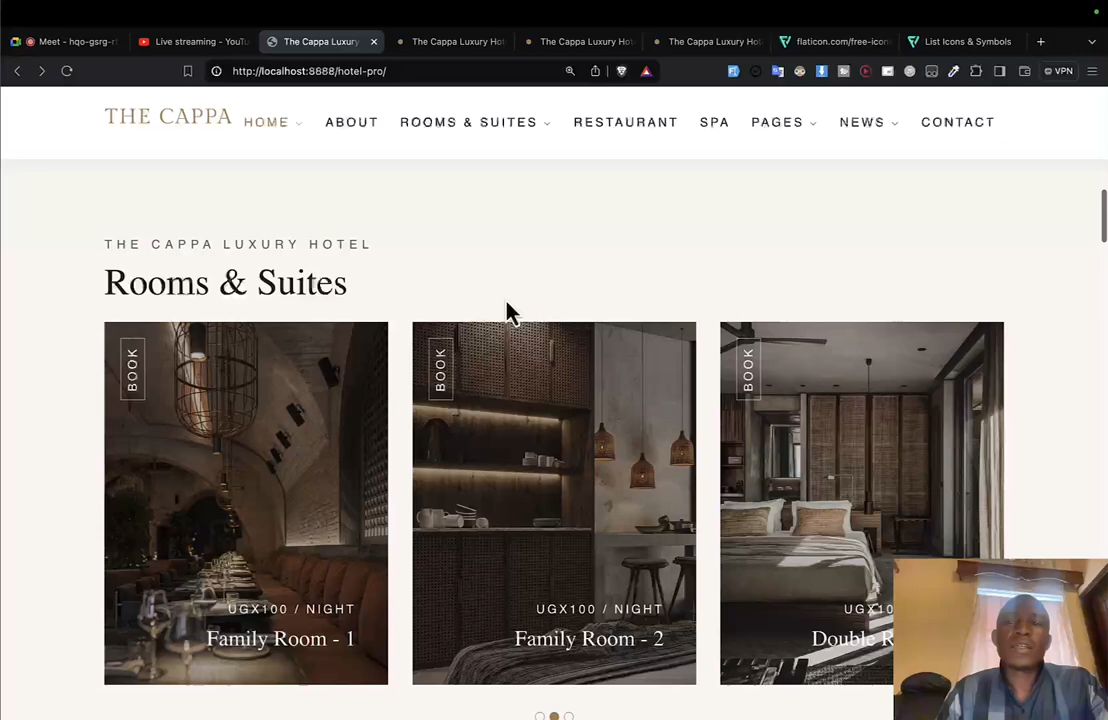 Meet - hqo-gsrg-r
Live streaming - YouTu
The Cappa Luxury
The Cappa Luxury Hot
The Cappa Luxury Hot
The Cappa Luxury Hot
flaticon.com/free-icon
List Icons & Symbols
http://localhost:8888/hotel-pro/
VPN
THE CAPPA
HOME
ABOUT
ROOMS & SUITES
RESTAURANT
SPA
PAGES
NEWS
CONTACT
THE CAPPA LUXURY HOTEL
Rooms & Suites
BOOK
UGX100 / NIGHT
Family Room - 1
BOOK
UGX100 / NIGHT
Family Room - 2
BOOK
UGX10
Double R